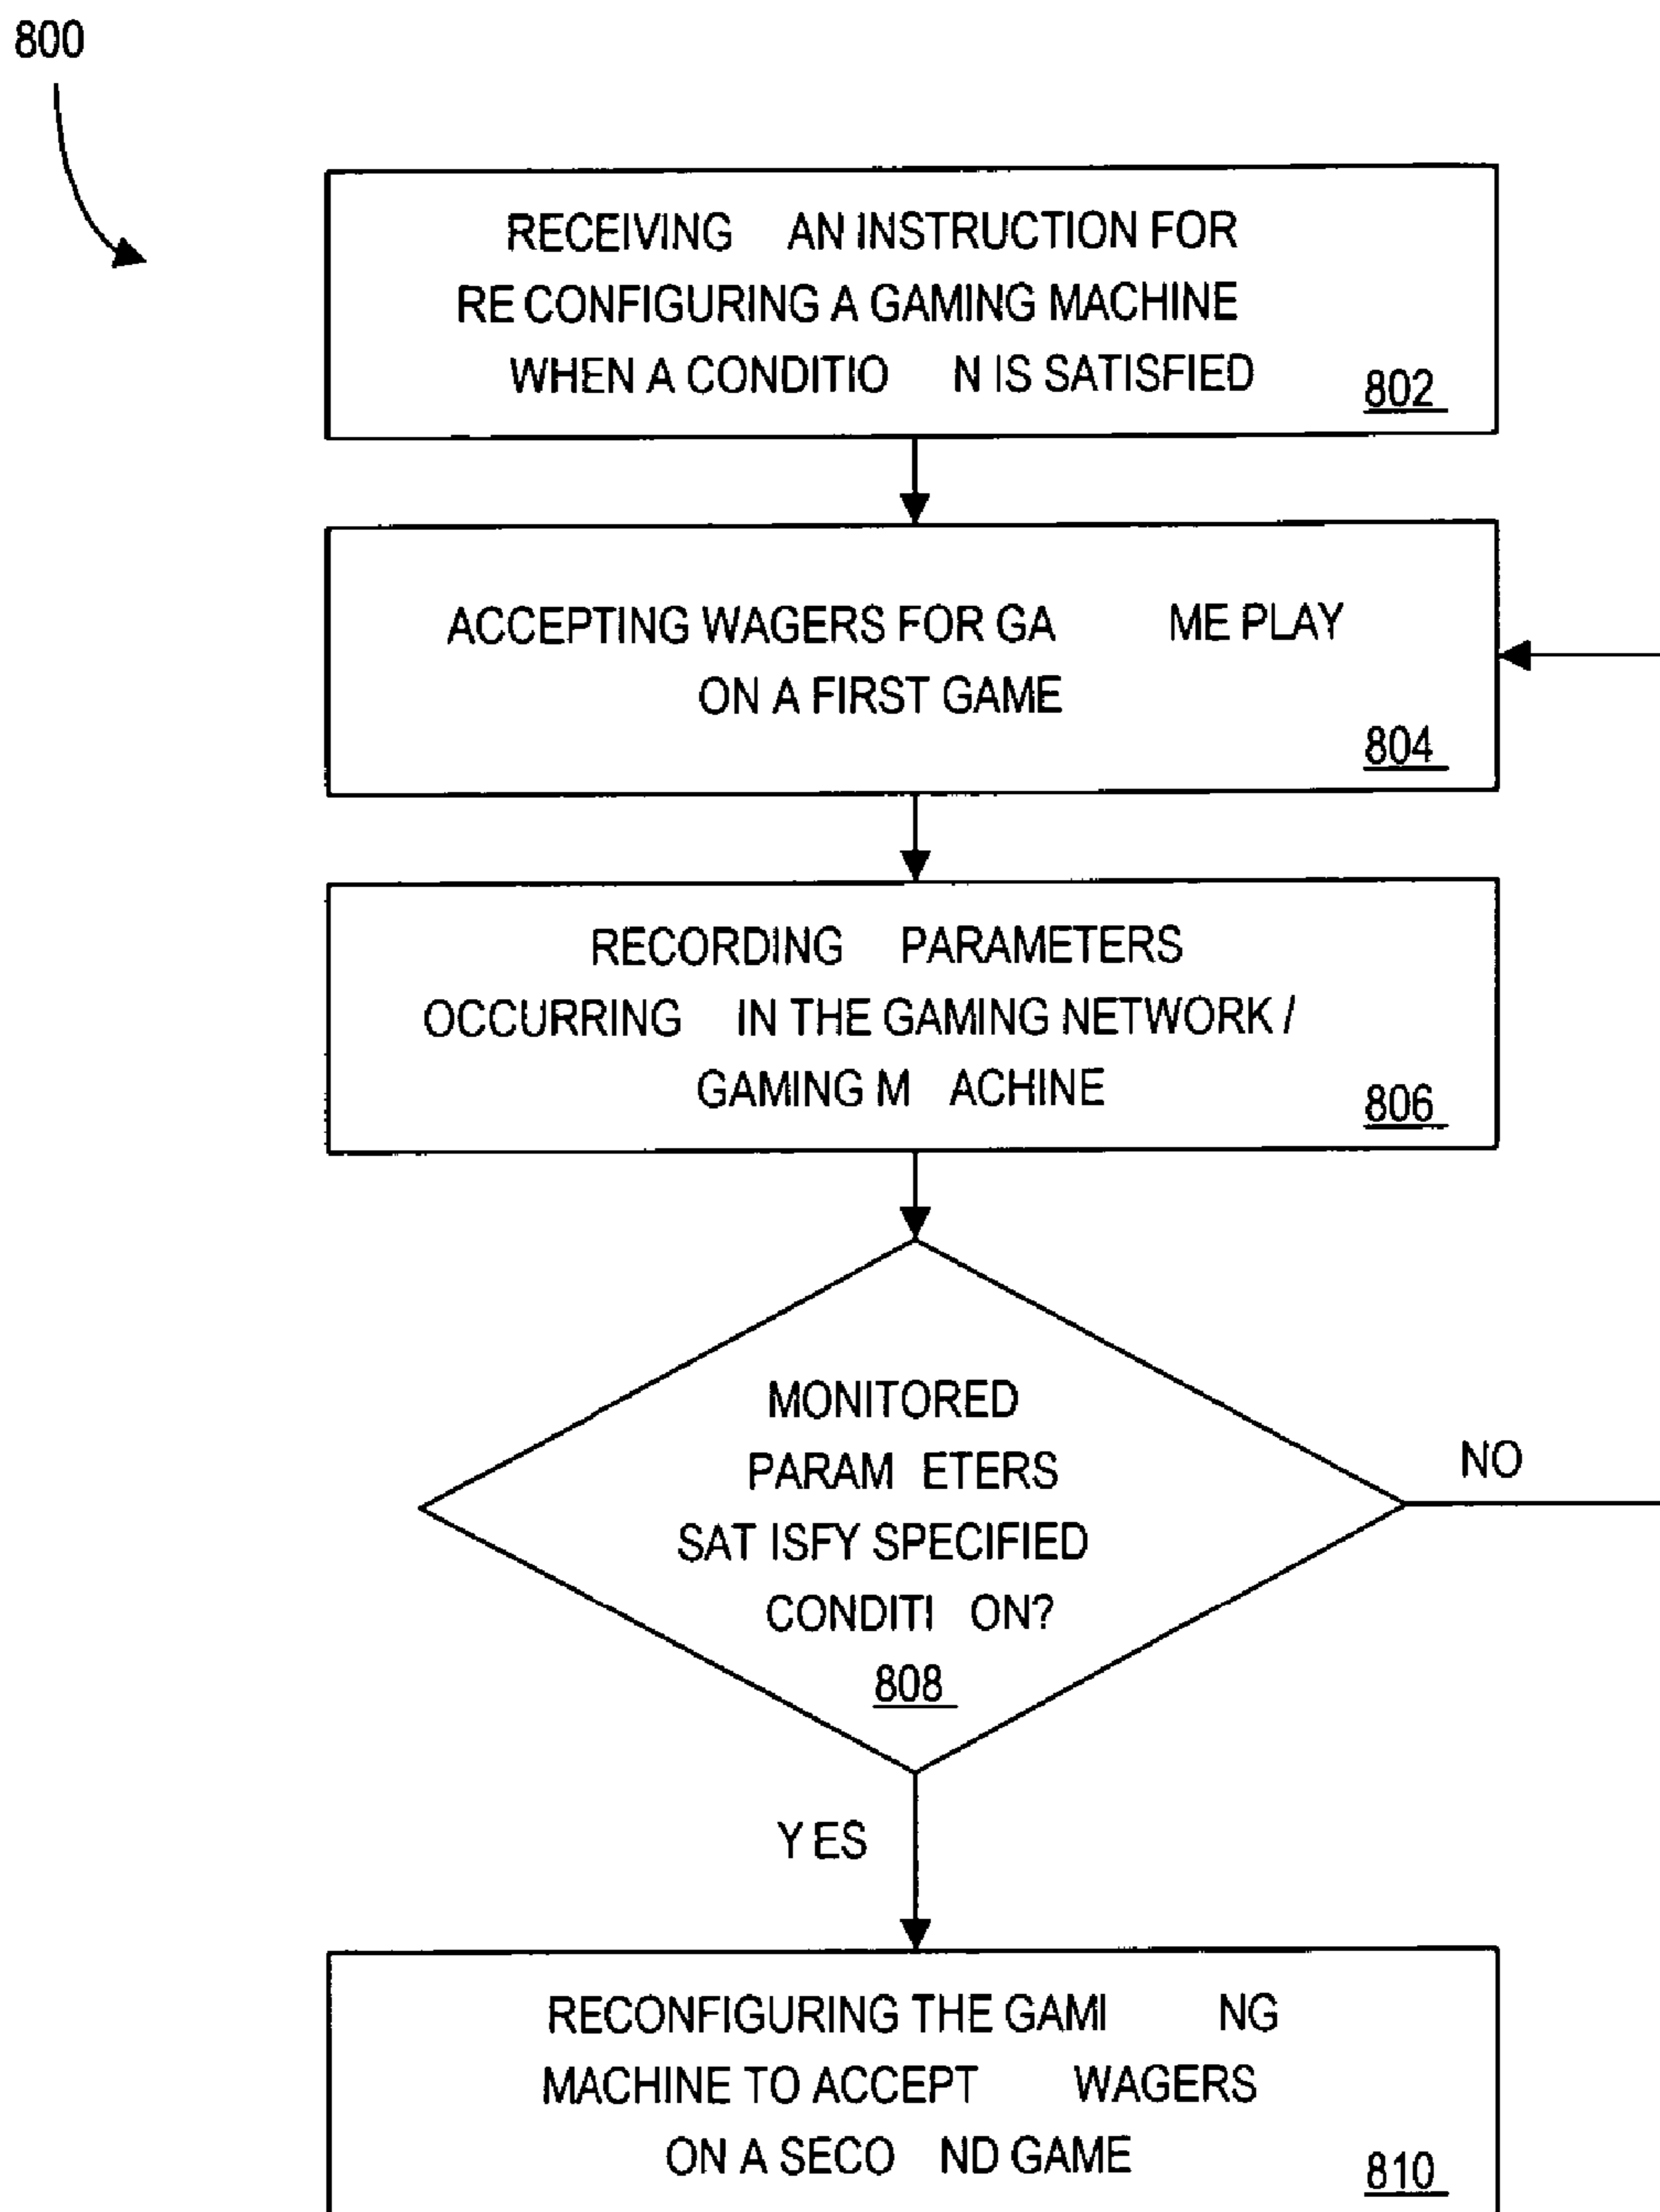 800
RECEIVING AN INSTRUCTION FOR
RE CONFIGURING A GAMING MACHINE
WHEN A CONDITIO N IS SATISFIED
802
ACCEPTING WAGERS FOR GA ME PLAY
ON A FIRST GAME
804
RECORDING PARAMETERS
OCCURRING IN THE GAMING NETWORK /
GAMING M ACHINE
806
MONITORED
PARAM ETERS
SAT ISFY SPECIFIED
CONDITI ON?
808
NO
YES
RECONFIGURING THE GAMI NG
MACHINE TO ACCEPT WAGERS
ON A SECO ND GAME
810